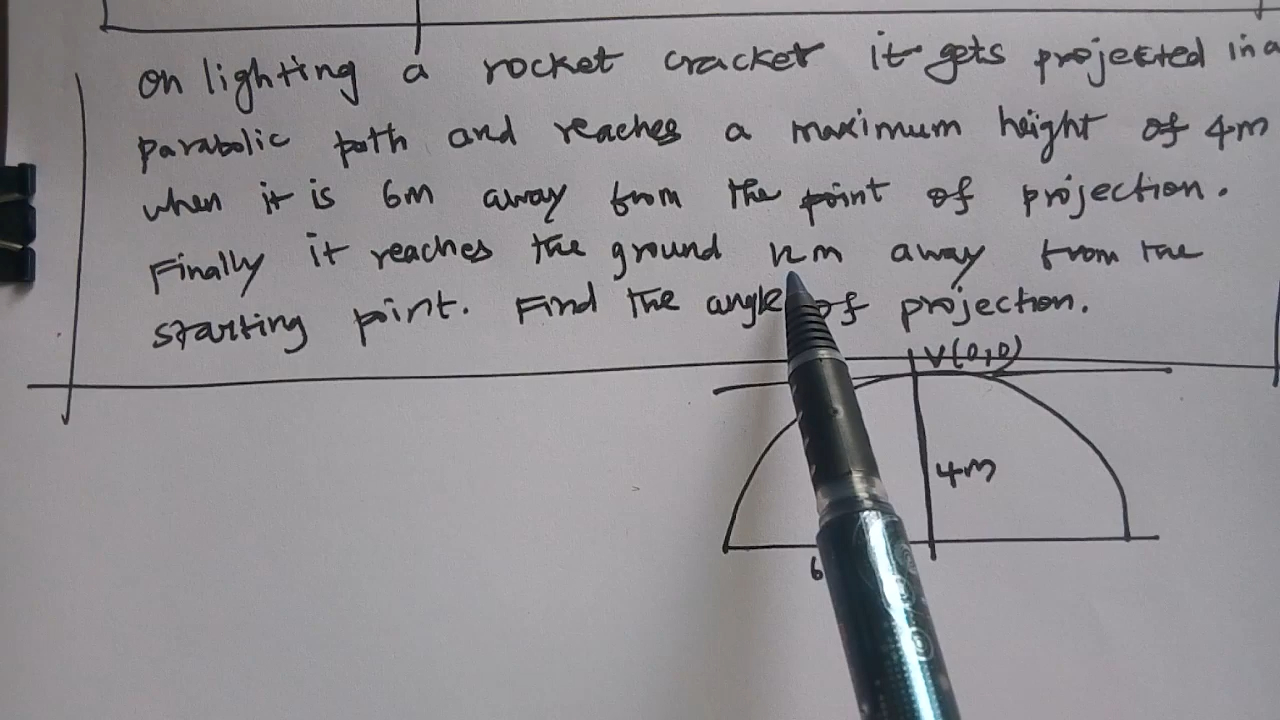 On lighting a rocket cracket it gets projected in a
parabolic path and reaches a maximum height of 4m
when it is 6m away from the point of projection.
Finally it reaches the ground m away from the
starting point. Find the angle of projection.
V(0,0)
4m
6